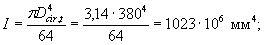 I = πD⁴cir.s / 64 = 3,14·380⁴ / 64 = 1023·10⁶ мм⁴;